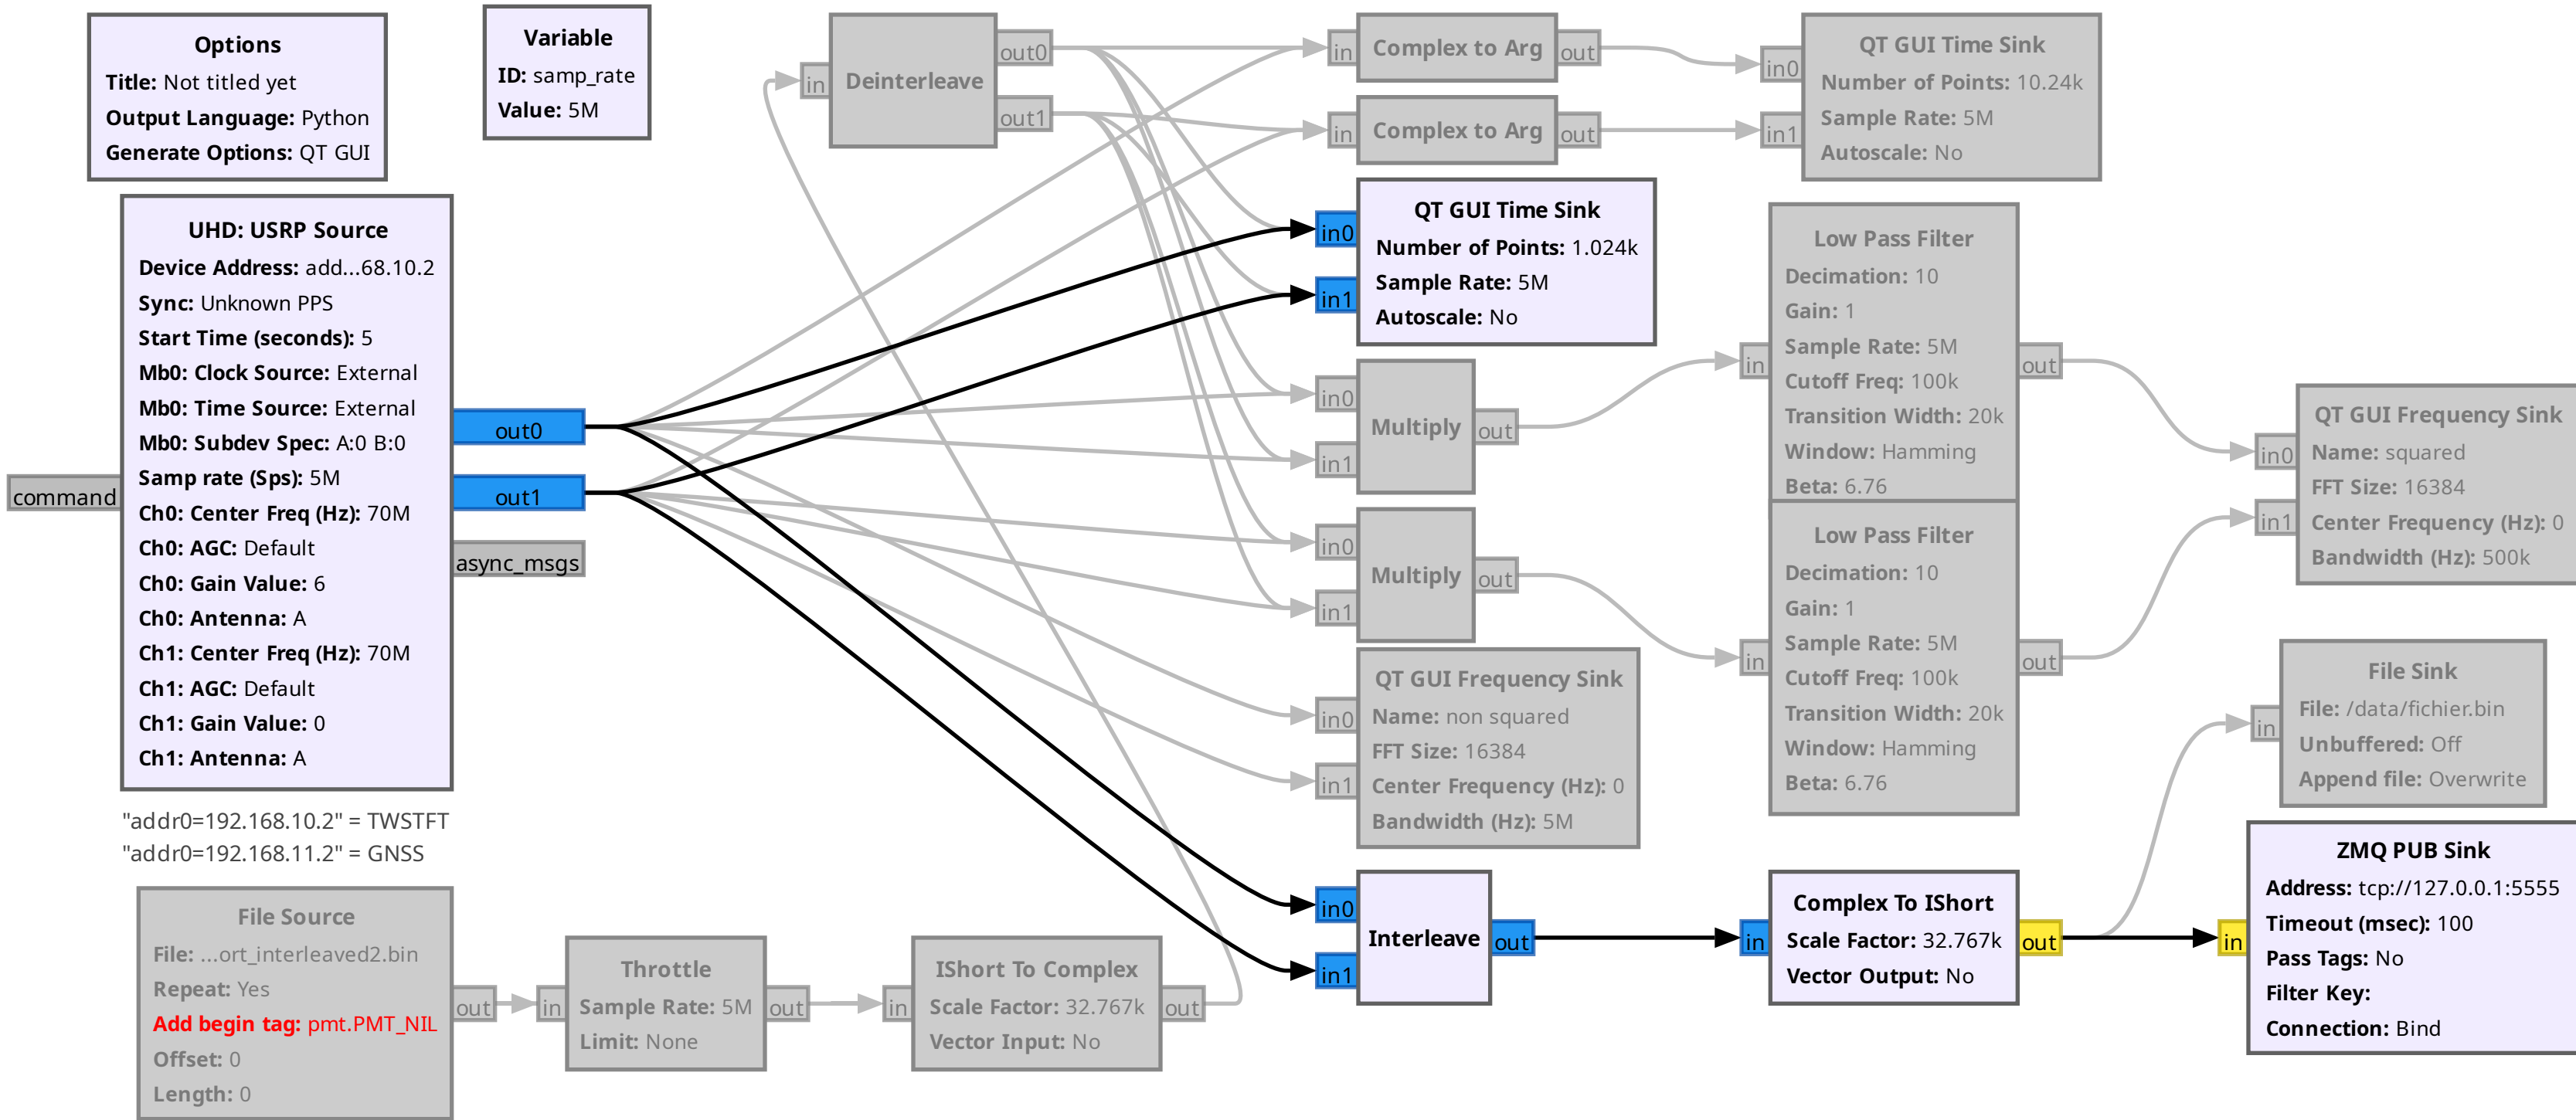 Options
Title: Not titled yet
Output Language: Python
Generate Options: QT GUI
Variable
ID: samp_rate
Value: 5M
UHD: USRP Source
Device Address: add...68.10.2
Sync: Unknown PPS
Start Time (seconds): 5
Mb0: Clock Source: External
Mb0: Time Source: External
Mb0: Subdev Spec: A:0 B:0
Samp rate (Sps): 5M
Ch0: Center Freq (Hz): 70M
Ch0: AGC: Default
Ch0: Gain Value: 6
Ch0: Antenna: A
Ch1: Center Freq (Hz): 70M
Ch1: AGC: Default
Ch1: Gain Value: 0
Ch1: Antenna: A
command
out0
out1
async_msgs
"addr0=192.168.10.2" = TWSTFT
"addr0=192.168.11.2" = GNSS
File Source
File: ...ort_interleaved2.bin
Repeat: Yes
Add begin tag: pmt.PMT_NIL
Offset: 0
Length: 0
out
in
Throttle
Sample Rate: 5M
Limit: None
out
in
IShort To Complex
Scale Factor: 32.767k
Vector Input: No
out
in
Deinterleave
out0
out1
in
Complex to Arg
out
in
Complex to Arg
out
in0
in1
QT GUI Time Sink
Number of Points: 10.24k
Sample Rate: 5M
Autoscale: No
in0
in1
QT GUI Time Sink
Number of Points: 1.024k
Sample Rate: 5M
Autoscale: No
in0
in1
Multiply
out
in0
in1
Multiply
out
in
Low Pass Filter
Decimation: 10
Gain: 1
Sample Rate: 5M
Cutoff Freq: 100k
Transition Width: 20k
Window: Hamming
Beta: 6.76
out
in
Low Pass Filter
Decimation: 10
Gain: 1
Sample Rate: 5M
Cutoff Freq: 100k
Transition Width: 20k
Window: Hamming
Beta: 6.76
out
in0
in1
QT GUI Frequency Sink
Name: squared
FFT Size: 16384
Center Frequency (Hz): 0
Bandwidth (Hz): 500k
in0
in1
QT GUI Frequency Sink
Name: non squared
FFT Size: 16384
Center Frequency (Hz): 0
Bandwidth (Hz): 5M
in0
in1
Interleave
out
in
Complex To IShort
Scale Factor: 32.767k
Vector Output: No
out
in
File Sink
File: /data/fichier.bin
Unbuffered: Off
Append file: Overwrite
in
ZMQ PUB Sink
Address: tcp://127.0.0.1:5555
Timeout (msec): 100
Pass Tags: No
Filter Key:
Connection: Bind